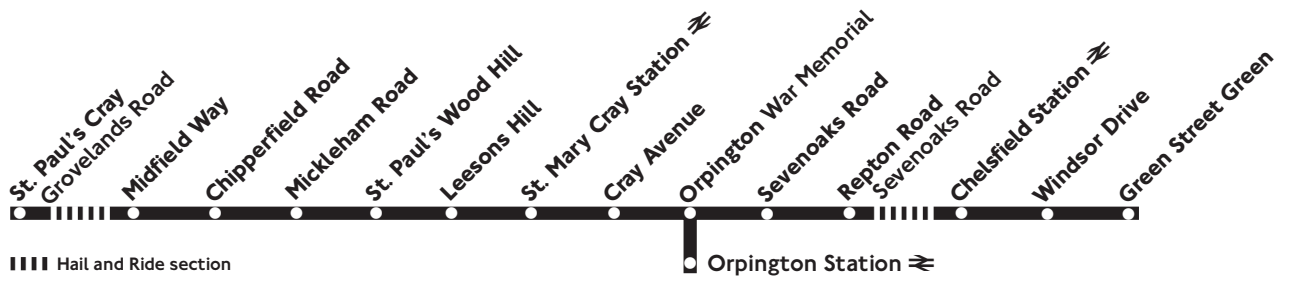 St. Paul's Cray
Grovelands Road
Midfield Way
Chipperfield Road
Mickleham Road
St. Paul's Wood Hill
Leesons Hill
St. Mary Cray Station
Cray Avenue
Orpington War Memorial
Sevenoaks Road
Repton Road
Sevenoaks Road
Chelsfield Station
Windsor Drive
Green Street Green
Hail and Ride section
Orpington Station